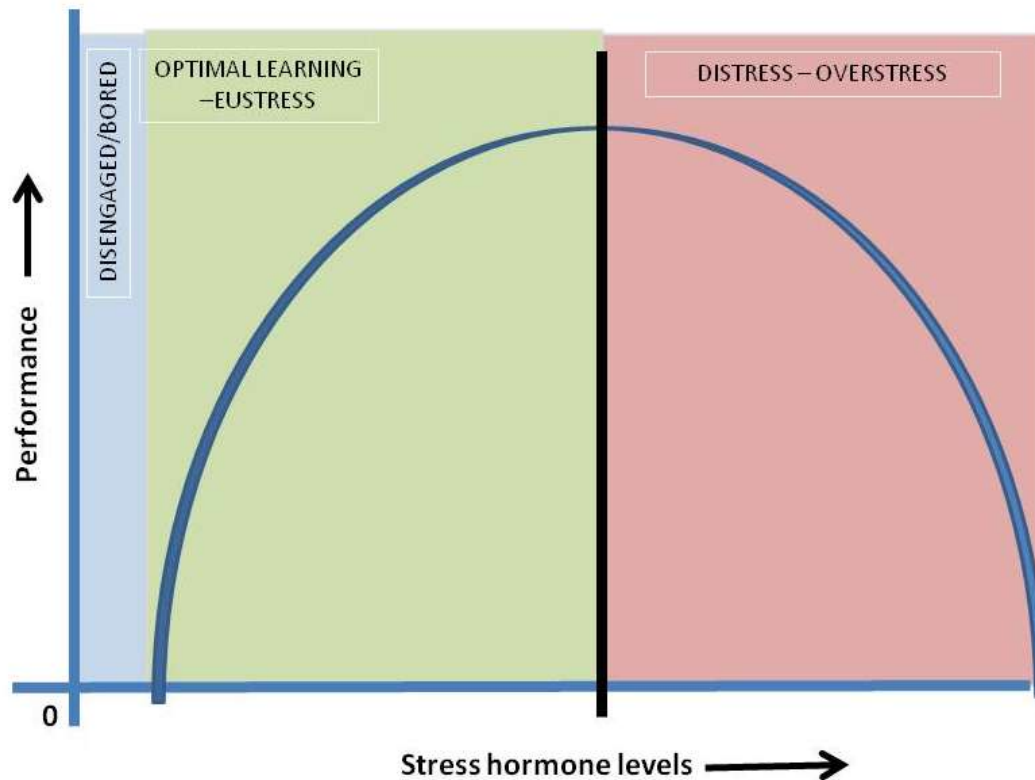 DISENGAGED/BORED
OPTIMAL LEARNING
–EUSTRESS
DISTRESS – OVERSTRESS
Performance
0
Stress hormone levels